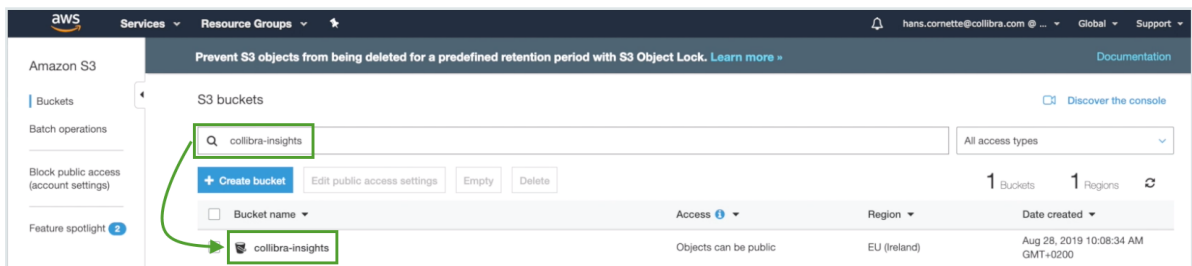 aws Services Resource Groups hans.cornette@collibra.com @ ... Global Support
Amazon S3
Prevent S3 objects from being deleted for a predefined retention period with S3 Object Lock. Learn more » Documentation
Buckets
Batch operations
Block public access
(account settings)
Feature spotlight 2
S3 buckets Discover the console
collibra-insights All access types
+ Create bucket Edit public access settings Empty Delete 1 Buckets 1 Regions
Bucket name Access Region Date created
collibra-insights Objects can be public EU (Ireland) Aug 28, 2019 10:08:34 AM
GMT+0200